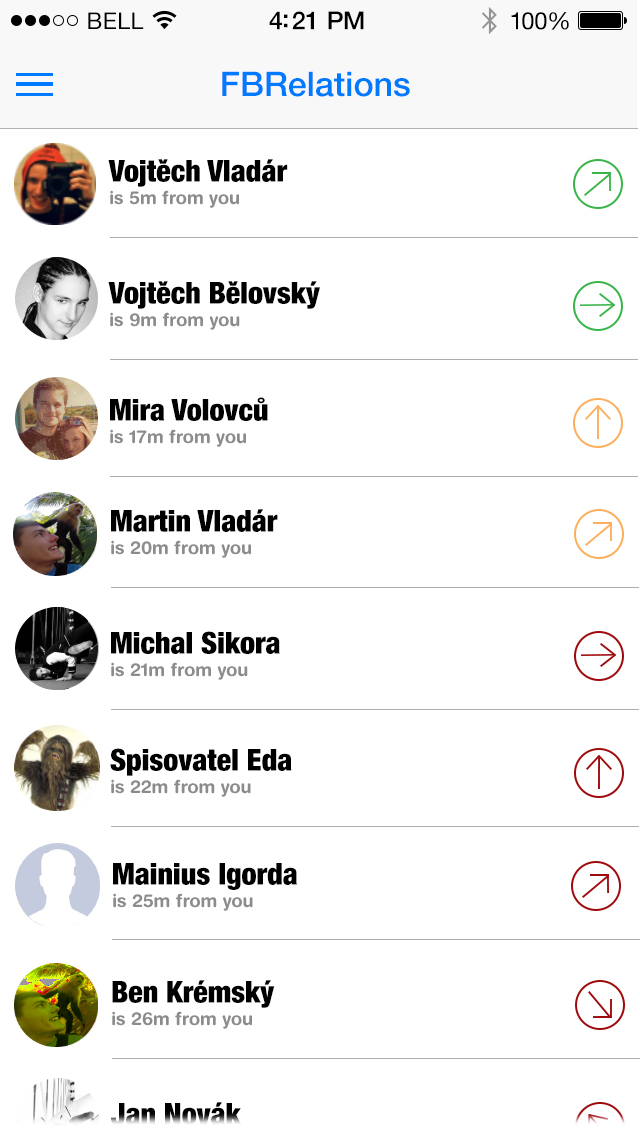 BELL 4:21 PM 100%
FBRelations
Vojtěch Vladár
is 5m from you
Vojtěch Bělovský
is 9m from you
Mira Volovců
is 17m from you
Martin Vladár
is 20m from you
Michal Sikora
is 21m from you
Spisovatel Eda
is 22m from you
Mainius Igorda
is 25m from you
Ben Krémský
is 26m from you
Jan Novák